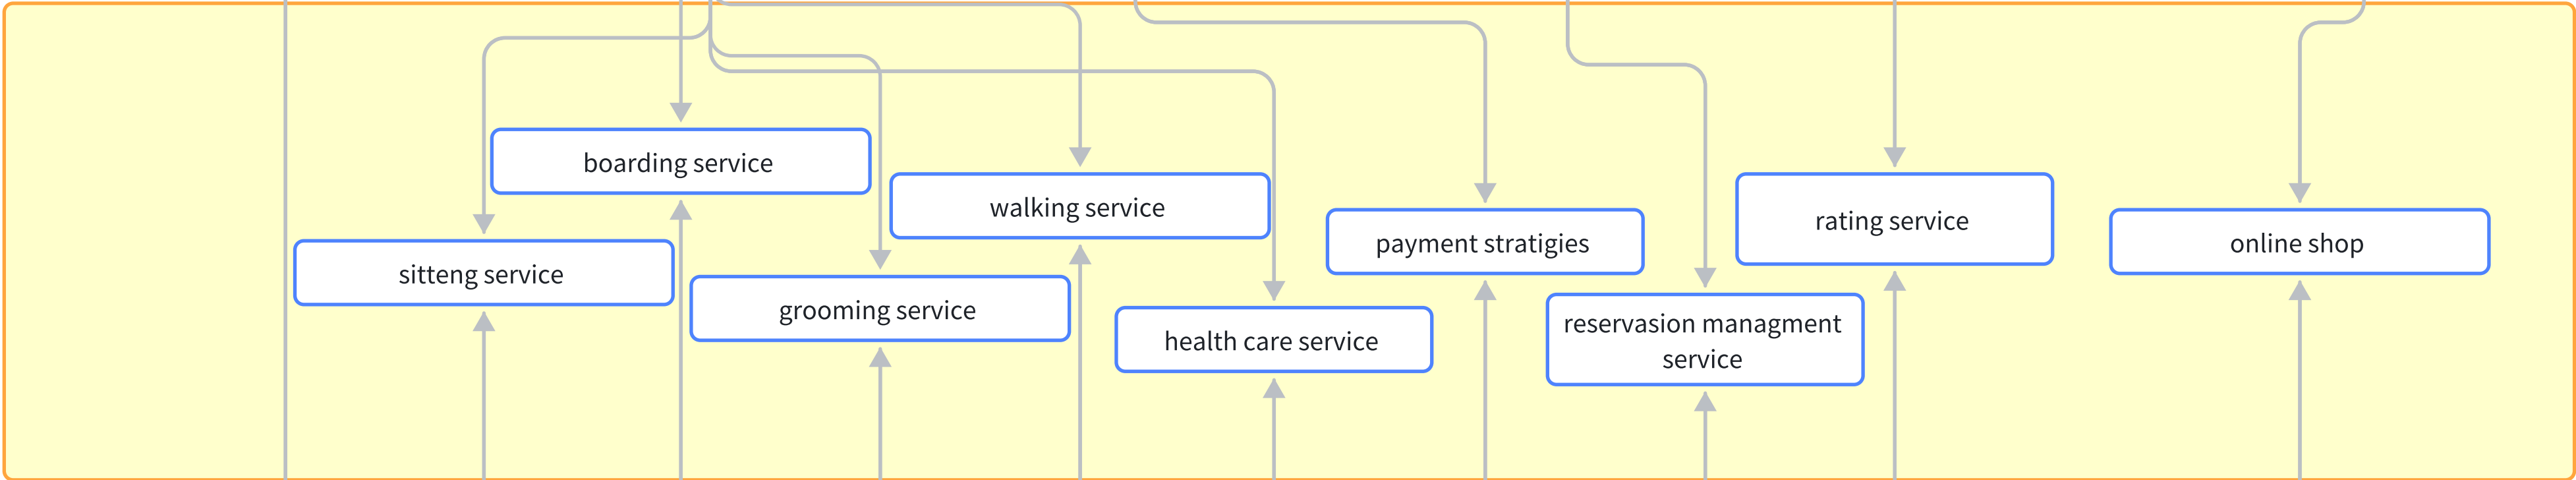 boarding service
walking service
rating service
payment stratigies
online shop
sitteng service
grooming service
health care service
reservasion managment
service